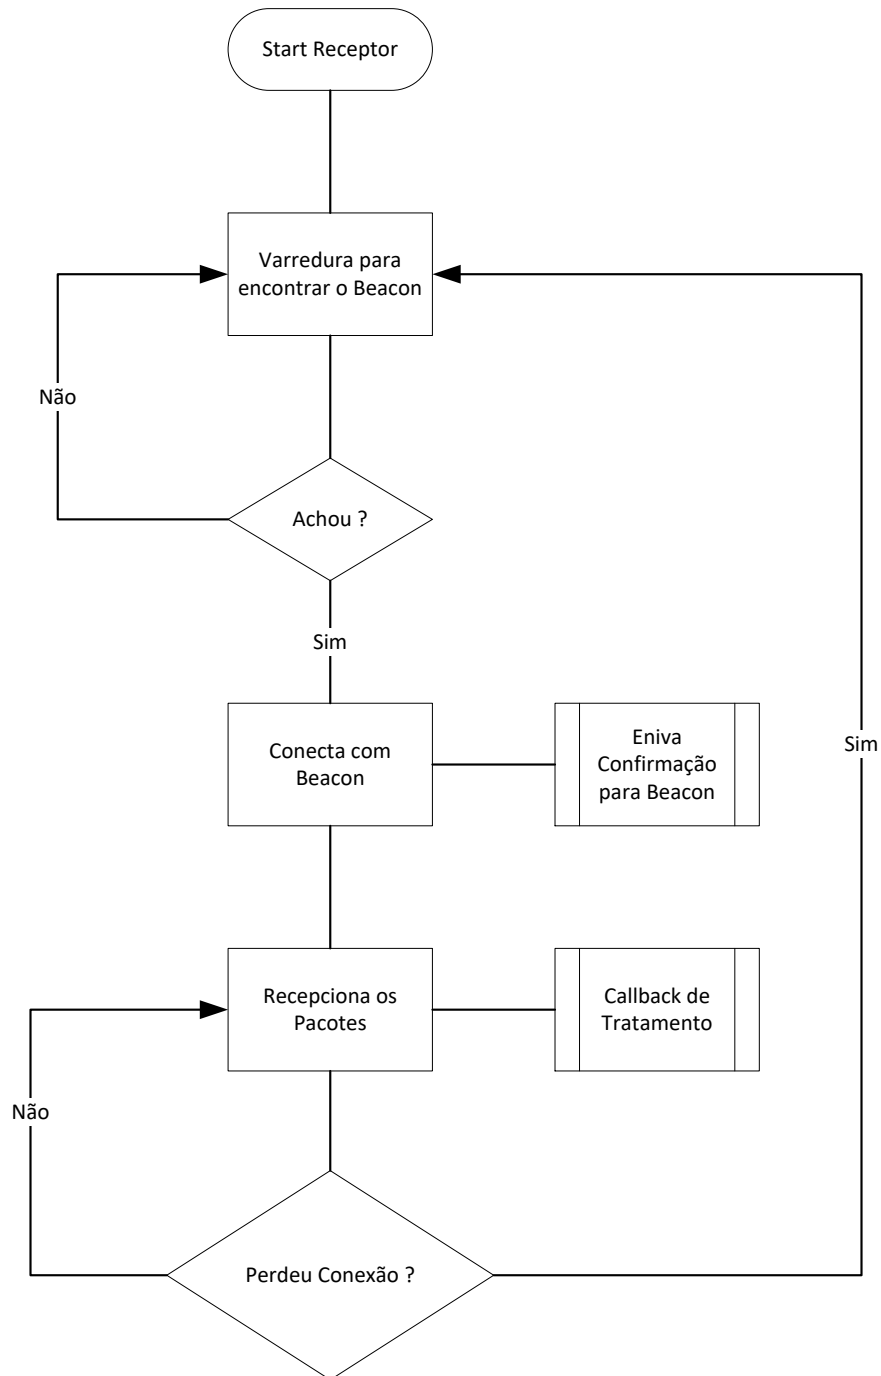 Start Receptor
Varredura para
encontrar o Beacon
Não
Achou ?
Sim
Conecta com
Beacon
Eniva
Confirmação
para Beacon
Sim
Recepciona os
Pacotes
Callback de
Tratamento
Não
Perdeu Conexão ?